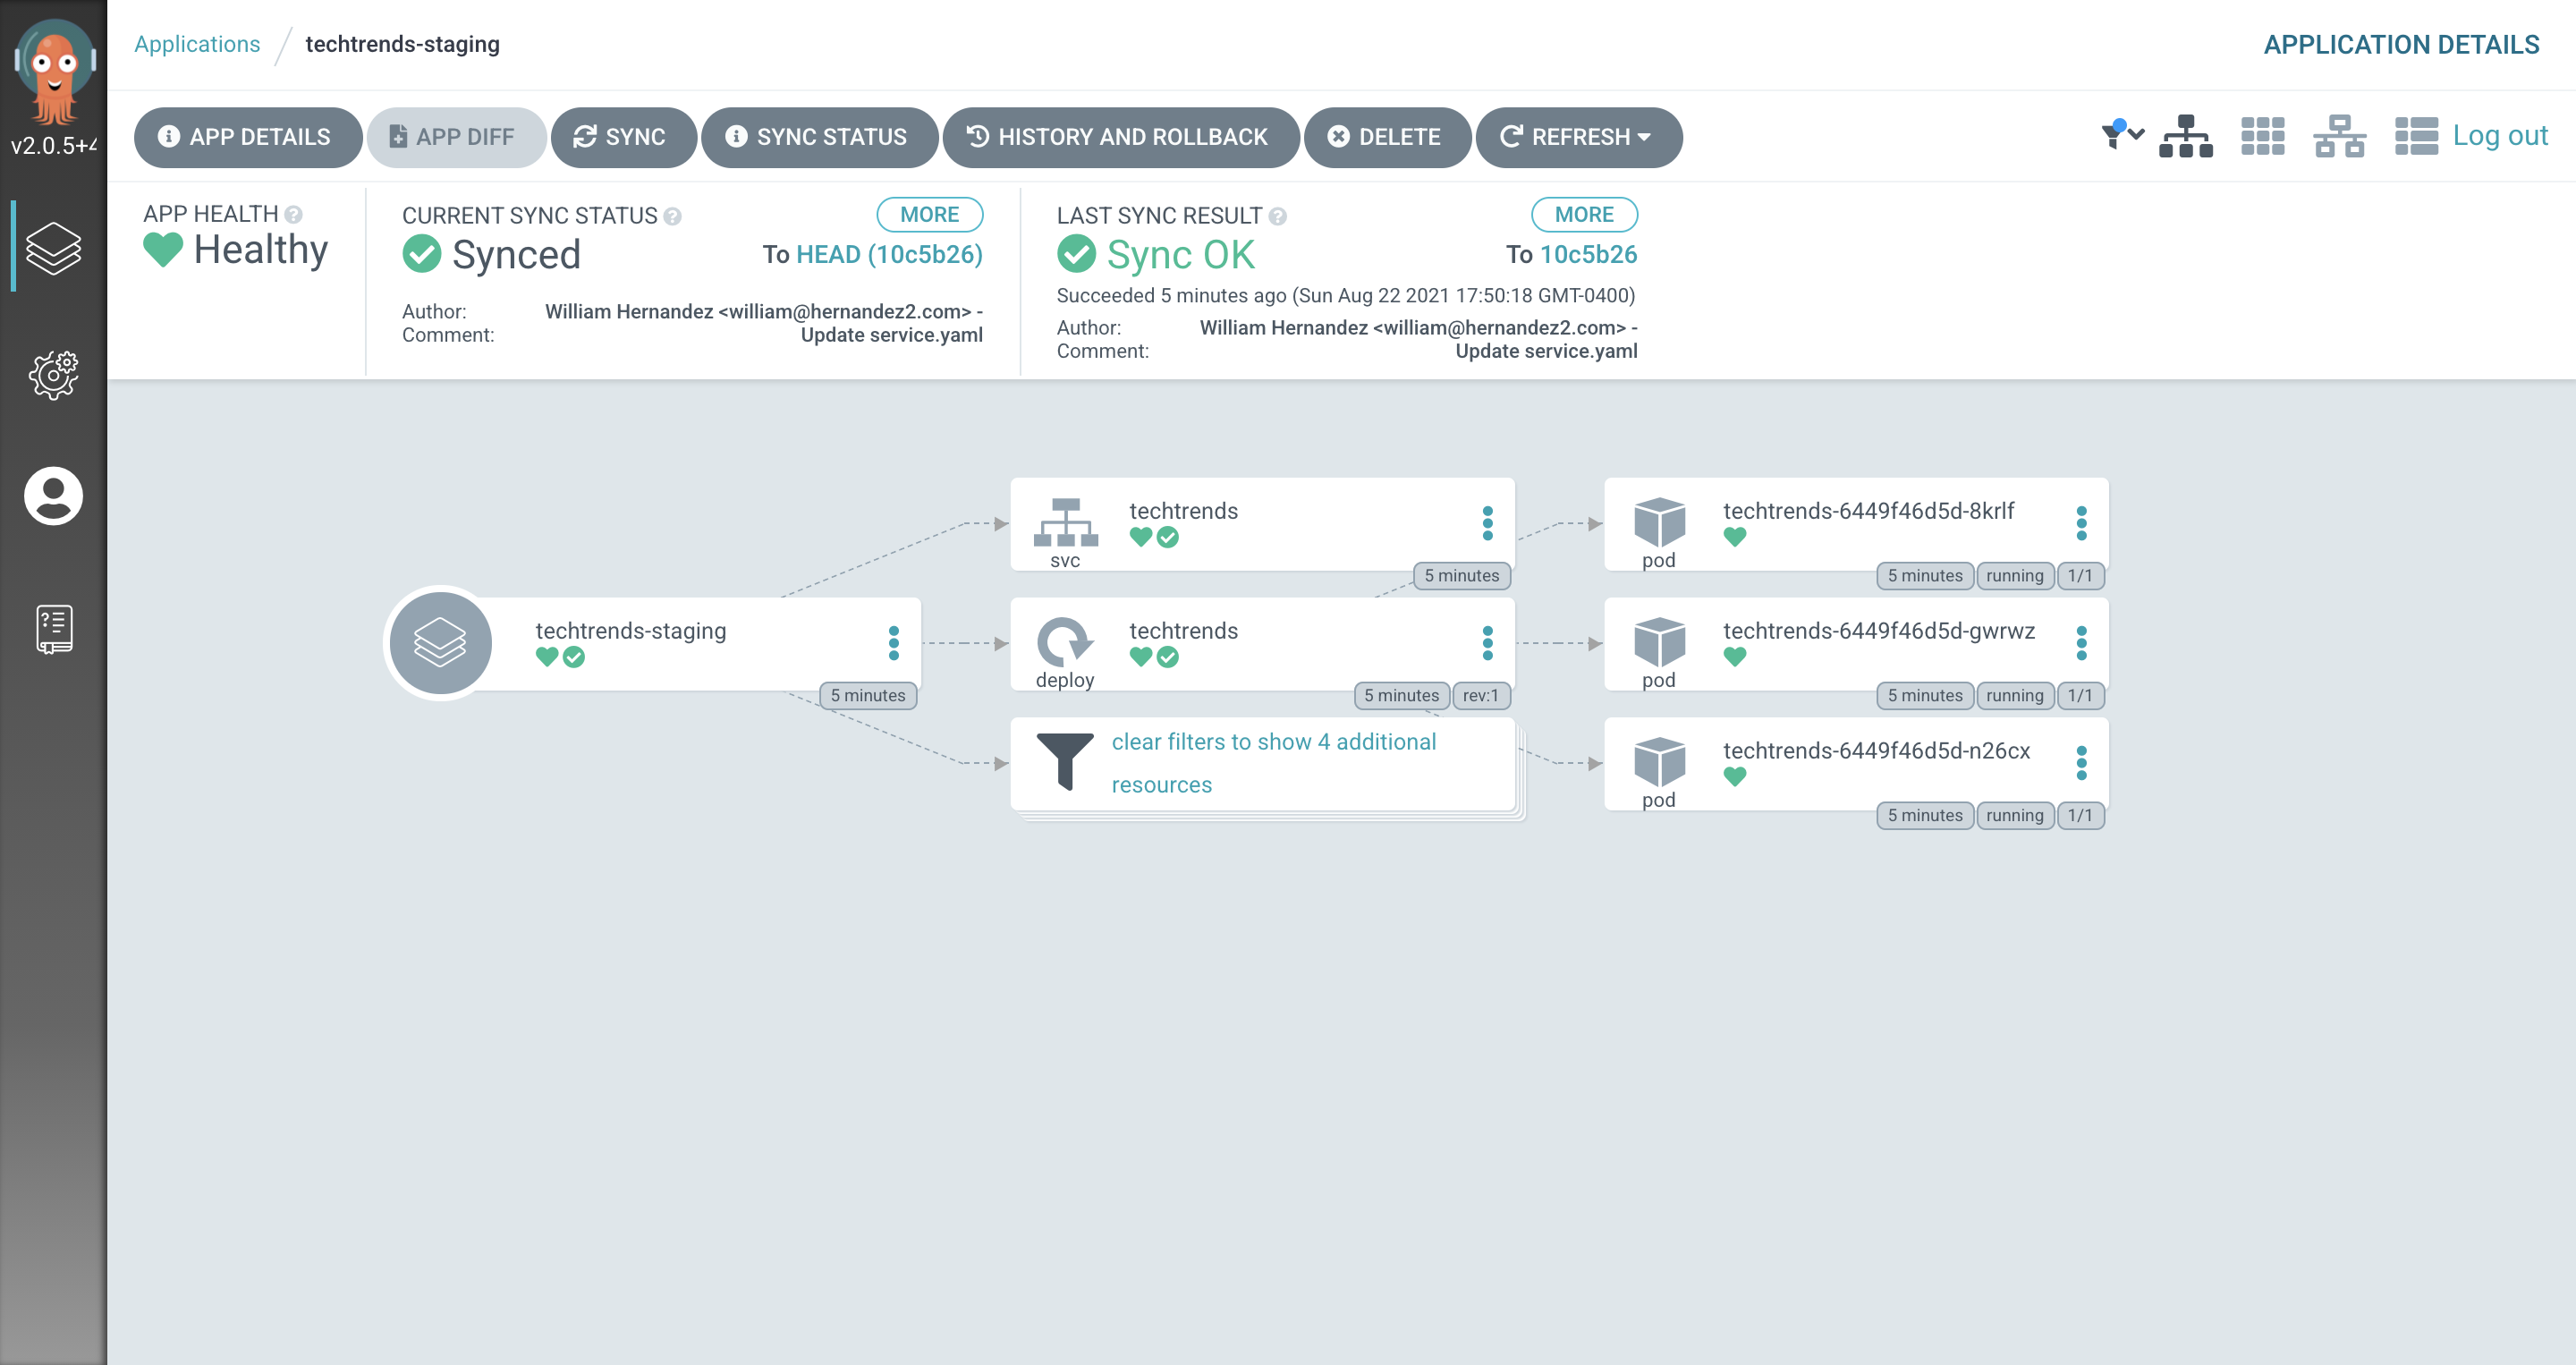 v2.0.5+4
Applications / techtrends-staging
APPLICATION DETAILS
APP DETAILS
APP DIFF
SYNC
SYNC STATUS
HISTORY AND ROLLBACK
DELETE
REFRESH
Log out
APP HEALTH
Healthy
CURRENT SYNC STATUS
MORE
Synced
To HEAD (10c5b26)
Author: William Hernandez <william@hernandez2.com> -
Comment: Update service.yaml
LAST SYNC RESULT
MORE
Sync OK
To 10c5b26
Succeeded 5 minutes ago (Sun Aug 22 2021 17:50:18 GMT-0400)
Author: William Hernandez <william@hernandez2.com> -
Comment: Update service.yaml
techtrends-staging
5 minutes
techtrends
svc
5 minutes
techtrends
deploy
5 minutes
rev:1
clear filters to show 4 additional
resources
techtrends-6449f46d5d-8krlf
pod
5 minutes
running
1/1
techtrends-6449f46d5d-gwrwz
pod
5 minutes
running
1/1
techtrends-6449f46d5d-n26cx
pod
5 minutes
running
1/1